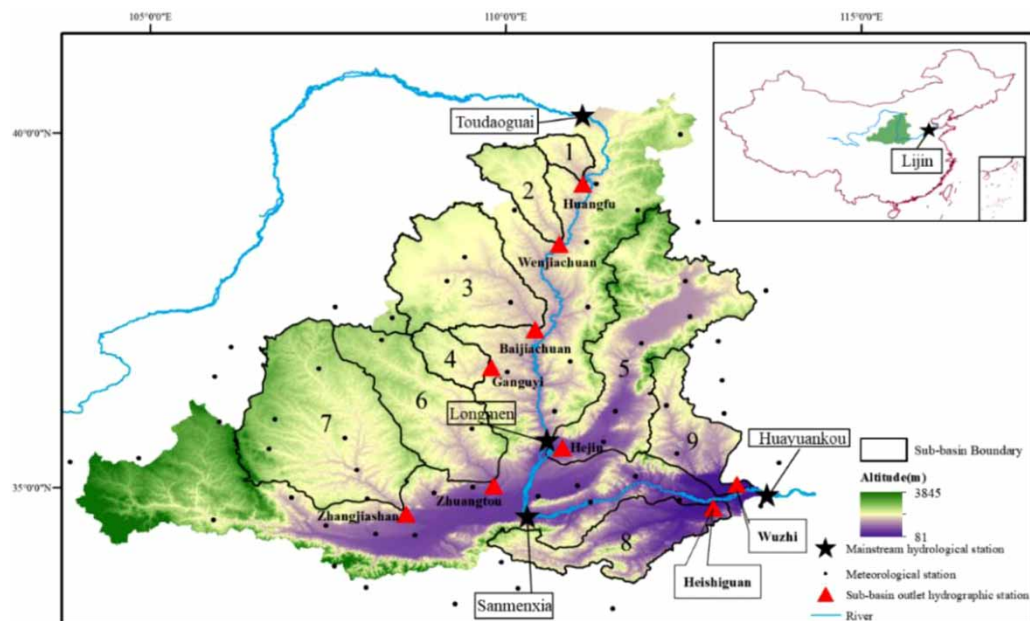 105°0'0"E
110°0'0"E
115°0'0"E
40°0'0"N
Toudaoguai
1
Lijin
2
Huangfu
Wenjiachuan
3
Baijiachuan
4
5
Ganguyi
6
Longmen
7
9
Huayuankou
Hejin
Sub-basin Boundary
Altitude(m)
3845
35°0'0"N
Zhuangtou
Zhangjiashan
81
Wuzhi
Mainstream hydrological station
8
Heishiguan
Meteorological station
Sanmenxia
Sub-basin outlet hydrographic station
River